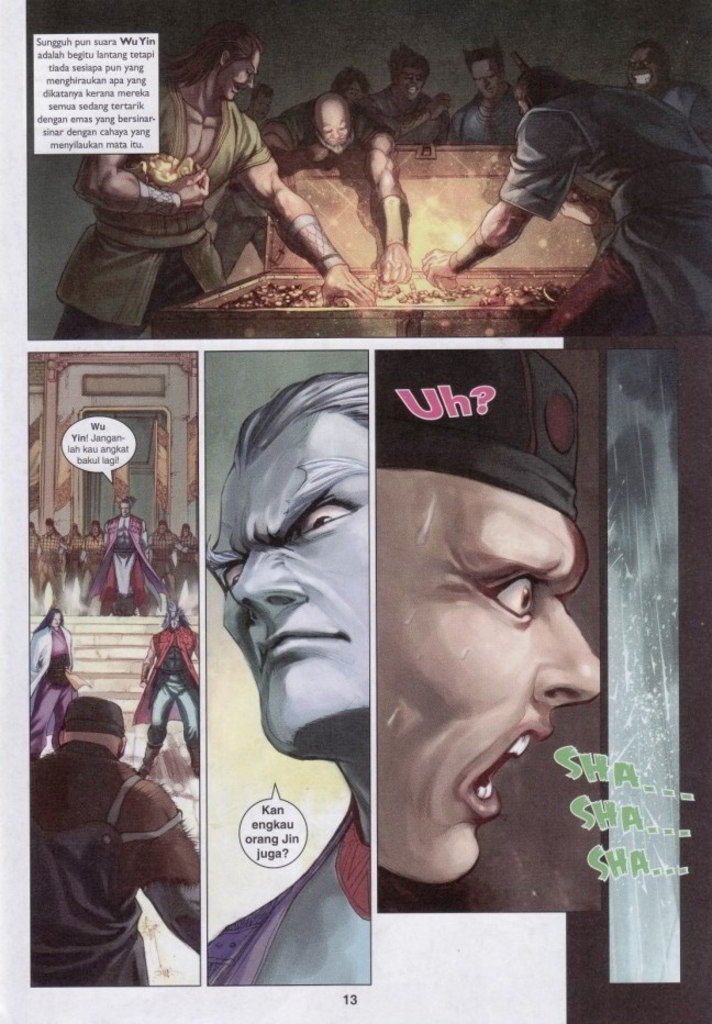 Sungguh pun suara Wu Yin
adalah begitu lantang tetapi
tiada sesiapa pun yang
menghiraukan apa yang
dikatanya kerana mereka
semua sedang tertarik
dengan emas yang bersinar-
sinar dengan cahaya yang
menyilaukan mata itu.
Wu
Yin! Jangan-
lah kau angkat
bakul lagi!
Kan
engkau
orang Jin
juga?
Uh?
SHA...
SHA...
SHA...
13